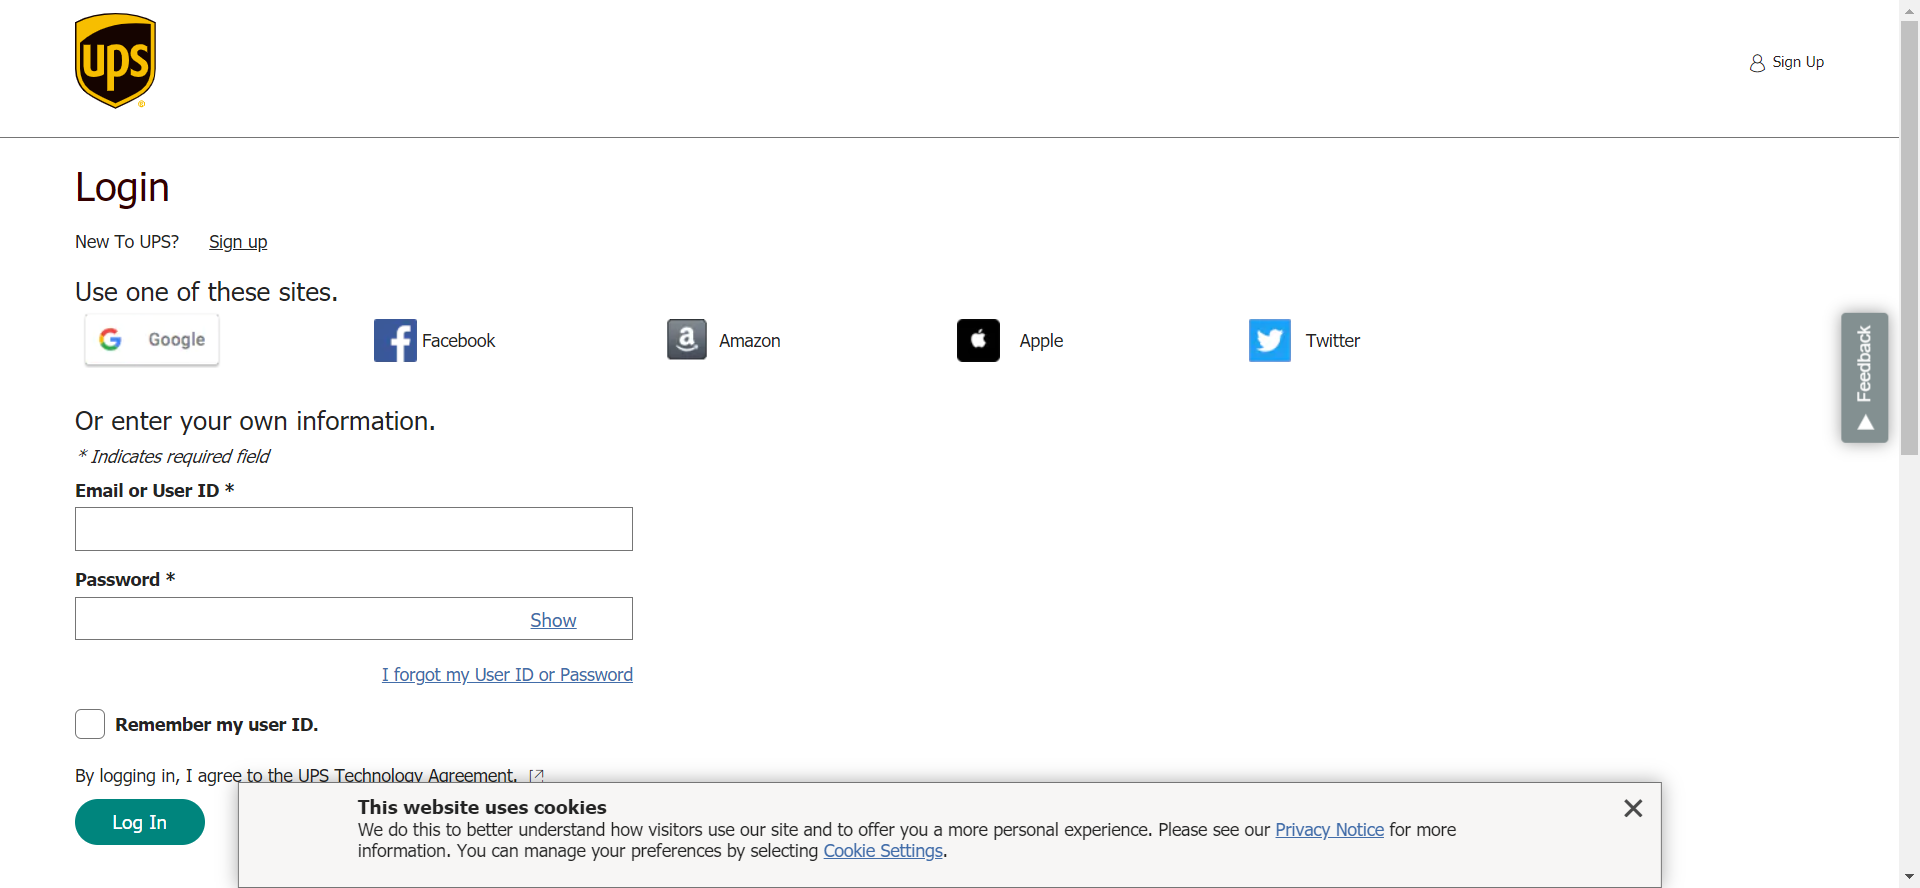 ups
Sign Up
Login
New To UPS? Sign up
Use one of these sites.
Google Facebook Amazon Apple Twitter
Feedback
Or enter your own information.
* Indicates required field
Email or User ID *
Password *
Show
I forgot my User ID or Password
Remember my user ID.
By logging in, I agree to the UPS Technology Agreement.
Log In
This website uses cookies
We do this to better understand how visitors use our site and to offer you a more personal experience. Please see our Privacy Notice for more
information. You can manage your preferences by selecting Cookie Settings.